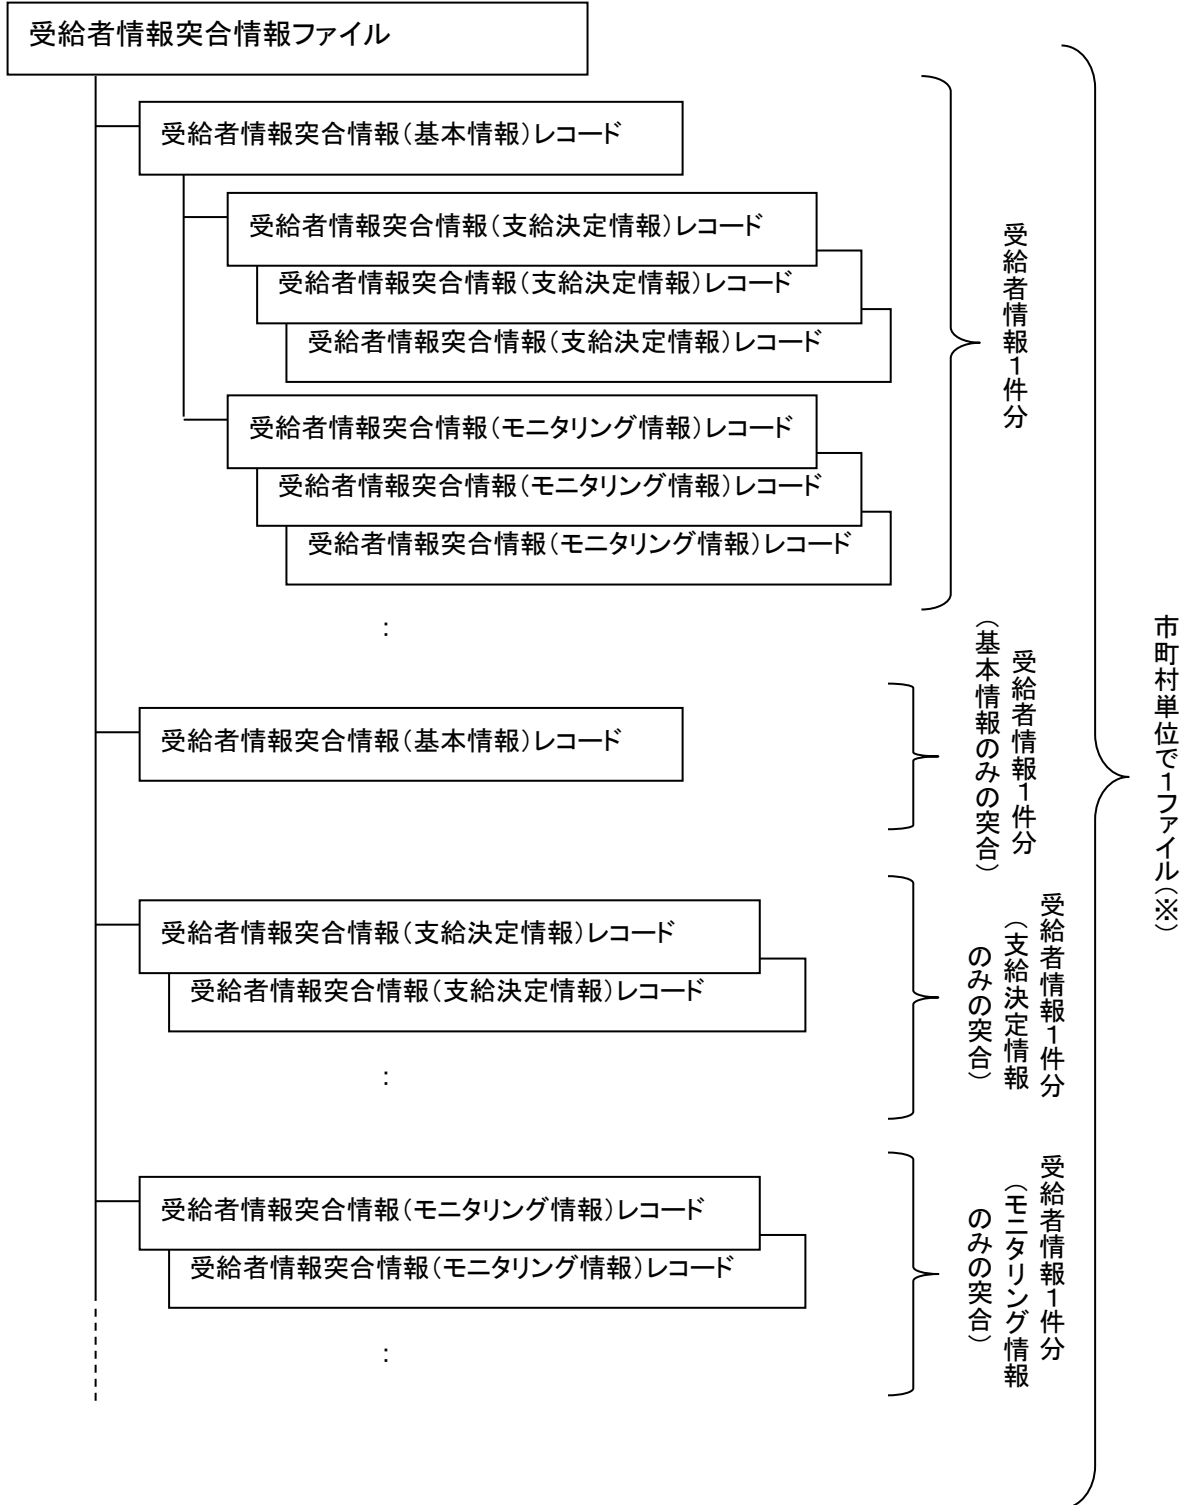 受給者情報突合情報ファイル
受給者情報突合情報（基本情報）レコード
受給者情報突合情報（支給決定情報）レコード
受給者情報突合情報（支給決定情報）レコード
受給者情報突合情報（支給決定情報）レコード
受給者情報突合情報（モニタリング情報）レコード
受給者情報突合情報（モニタリング情報）レコード
受給者情報突合情報（モニタリング情報）レコード
:
受給者情報１件分
受給者情報突合情報（基本情報）レコード
受給者情報１件分
（基本情報のみの突合）
受給者情報突合情報（支給決定情報）レコード
受給者情報突合情報（支給決定情報）レコード
:
受給者情報１件分
（支給決定情報
のみの突合）
受給者情報突合情報（モニタリング情報）レコード
受給者情報突合情報（モニタリング情報）レコード
:
受給者情報１件分
（モニタリング情報
のみの突合）
市町村単位で１ファイル（※）